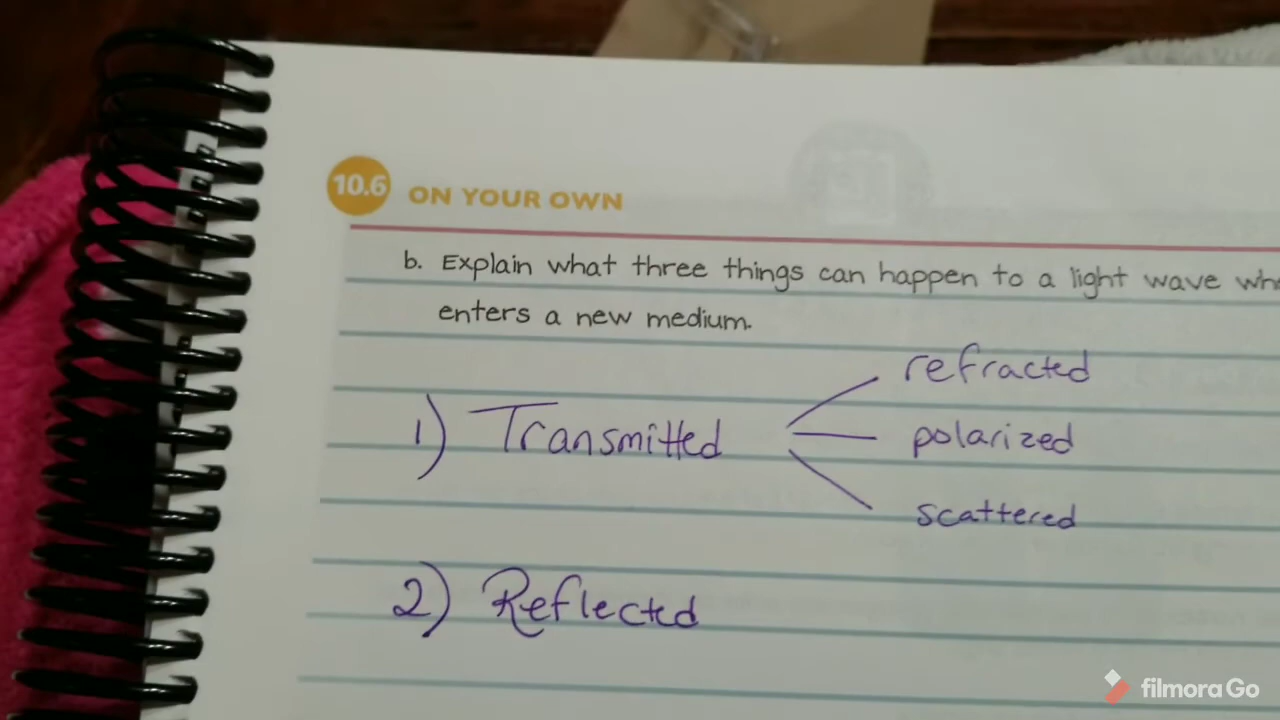 10.6 ON YOUR OWN
b. Explain what three things can happen to a light wave
enters a new medium.
refracted
1) Transmitted
polarized
scattered
2) Reflected
filmoraGo